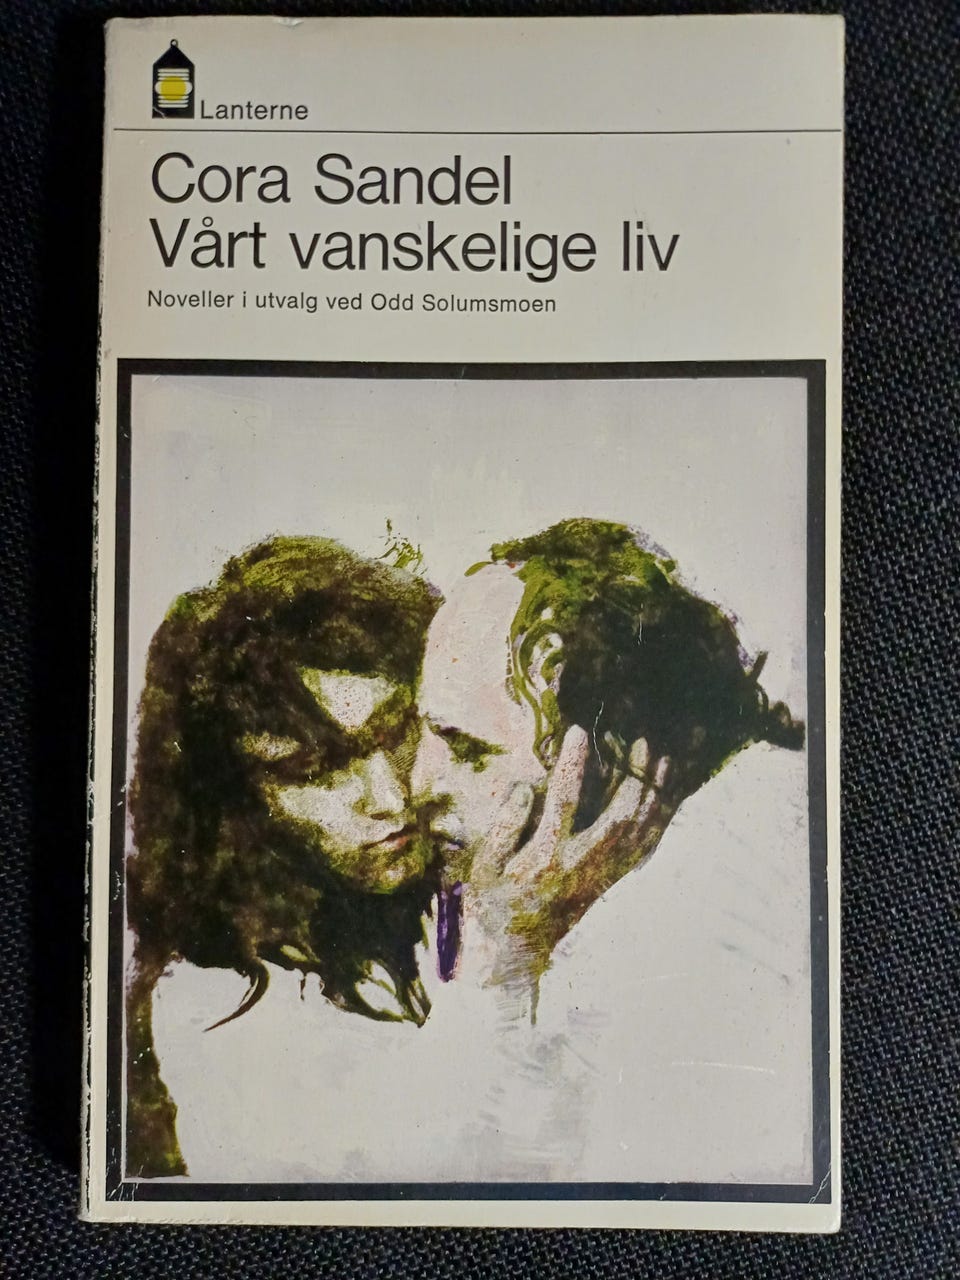 Lanterne
Cora Sandel
Vårt vanskelige liv
Noveller i utvalg ved Odd Solumsmoen